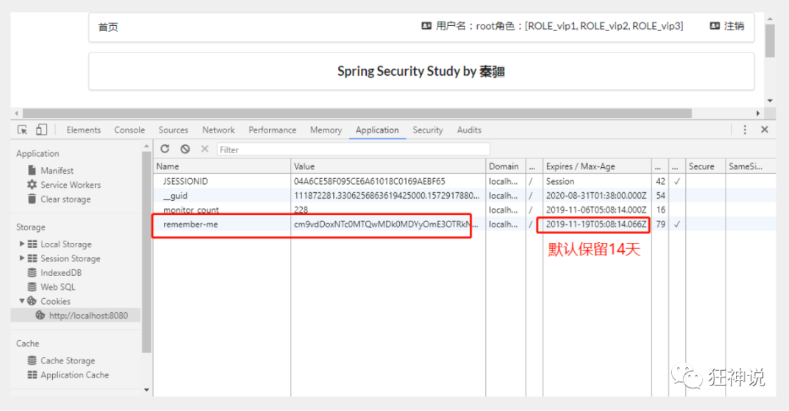 首页 用户名：root角色：[ROLE_vip1, ROLE_vip2, ROLE_vip3] 注销
Spring Security Study by 秦疆
Elements Console Sources Network Performance Memory Application Security Audits
Application
Manifest
Service Workers
Clear storage
Storage
Local Storage
Session Storage
IndexedDB
Web SQL
Cookies
http://localhost:8080
Cache
Cache Storage
Application Cache
Filter
Name Value Domain ... Expires / Max-Age ... ... Secure SameSi...
JSESSIONID 04A6CE58F095CE6A61018C0169AEBF65 localh... / Session 42 ✓
__guid 111872281.3306256863619425000.1572917880... localh... / 2020-08-31T01:38:00.000Z 54
monitor_count 228 localh... / 2019-11-06T05:08:14.000Z 16
remember-me cm9vdDoxNTc0MTQwMDk0MDYyOmE3OTRkN... localh... / 2019-11-19T05:08:14.066Z 79 ✓
默认保留14天
狂神说